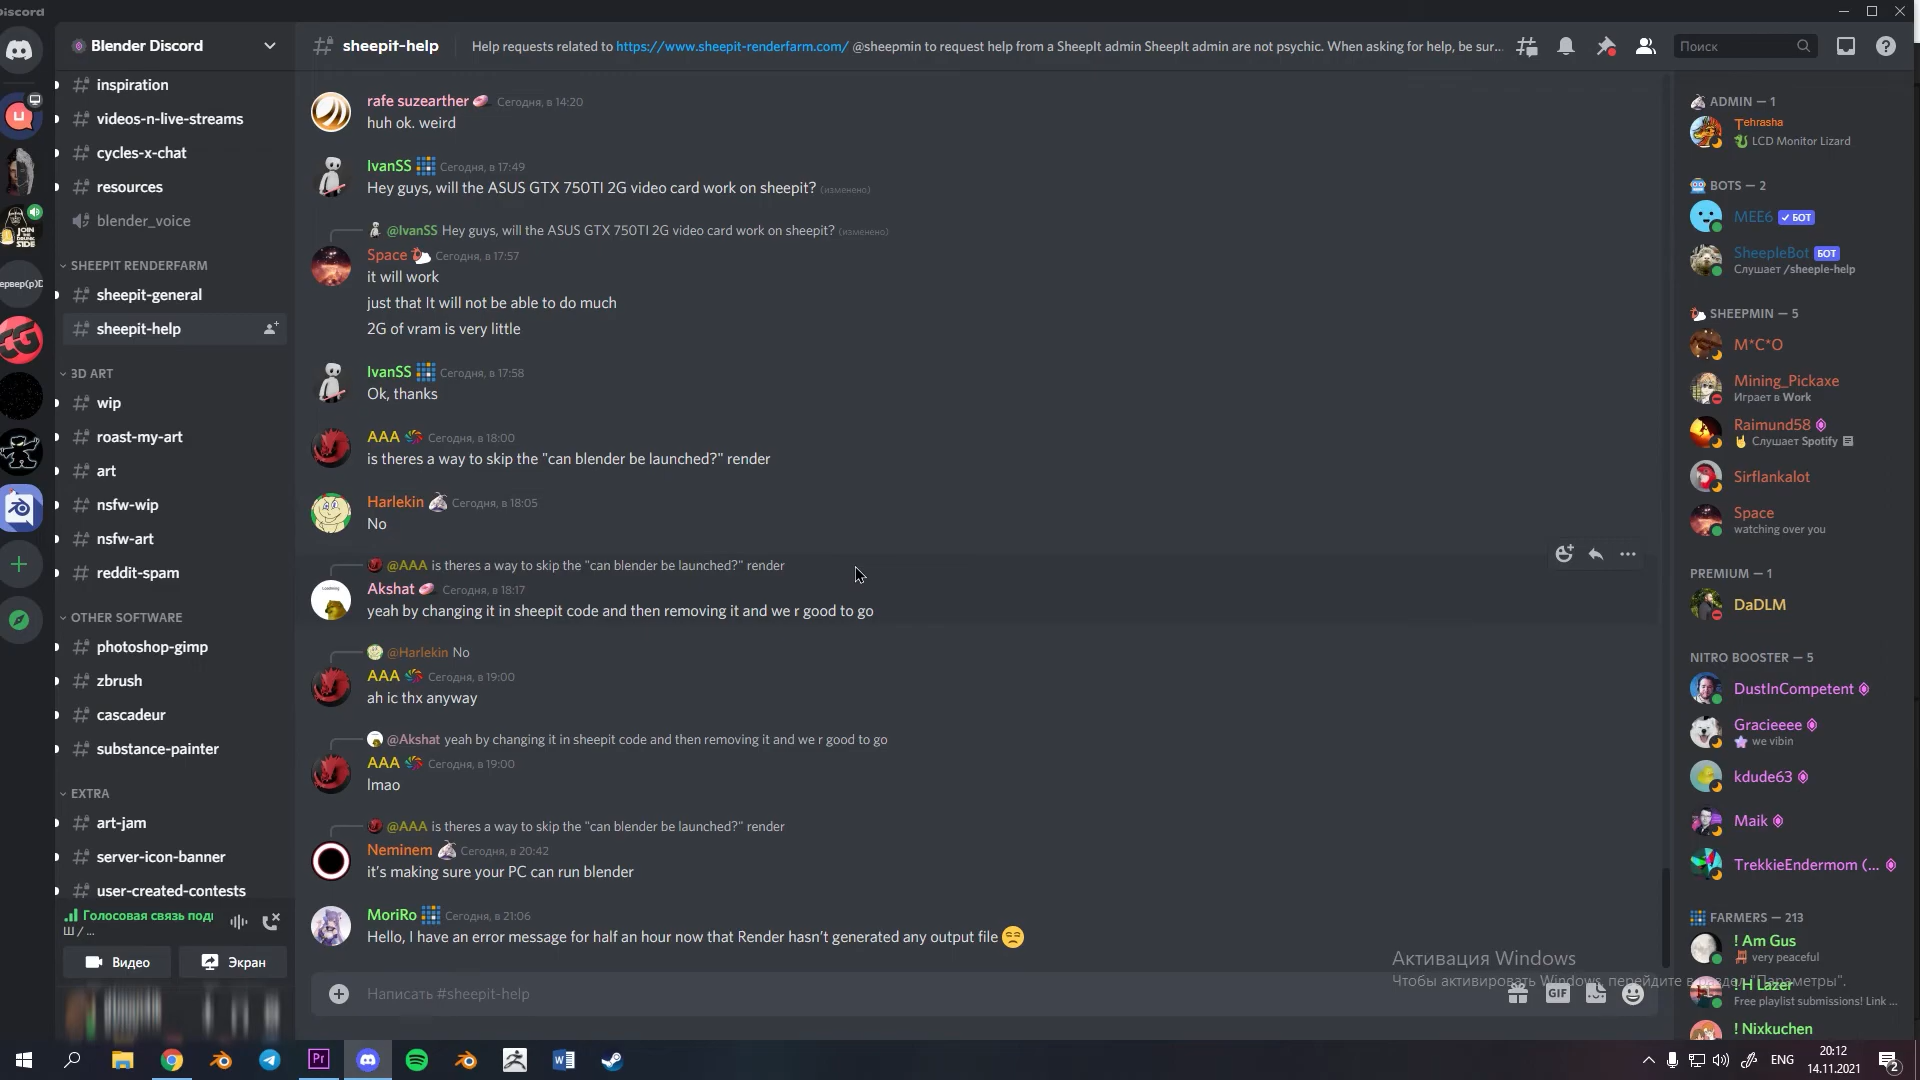 Discord
Blender Discord
inspiration
videos-n-live-streams
cycles-x-chat
resources
blender_voice
SHEEPIT RENDERFARM
sheepit-general
sheepit-help
3D ART
wip
roast-my-art
art
nsfw-wip
nsfw-art
reddit-spam
OTHER SOFTWARE
photoshop-gimp
zbrush
cascadeur
substance-painter
EXTRA
art-jam
server-icon-banner
user-created-contests
Голосовая связь под
Ш / ...
Видео
Экран
sheepit-help
Help requests related to https://www.sheepit-renderfarm.com/ @sheepmin to request help from a SheepIt admin SheepIt admin are not psychic. When asking for help, be sur...
Поиск
rafe suzearther Сегодня, в 14:20
huh ok. weird
IvanSS Сегодня, в 17:49
Hey guys, will the ASUS GTX 750TI 2G video card work on sheepit? (изменено)
@IvanSS Hey guys, will the ASUS GTX 750TI 2G video card work on sheepit? (изменено)
Space Сегодня, в 17:57
it will work
just that It will not be able to do much
2G of vram is very little
IvanSS Сегодня, в 17:58
Ok, thanks
AAA Сегодня, в 18:00
is theres a way to skip the "can blender be launched?" render
Harlekin Сегодня, в 18:05
No
@AAA is theres a way to skip the "can blender be launched?" render
Akshat Сегодня, в 18:17
yeah by changing it in sheepit code and then removing it and we r good to go
@Harlekin No
AAA Сегодня, в 19:00
ah ic thx anyway
@Akshat yeah by changing it in sheepit code and then removing it and we r good to go
AAA Сегодня, в 19:00
lmao
@AAA is theres a way to skip the "can blender be launched?" render
Neminem Сегодня, в 20:42
it's making sure your PC can run blender
MoriRo Сегодня, в 21:06
Hello, I have an error message for half an hour now that Render hasn't generated any output file
Написать #sheepit-help
GIF
Активация Windows
Чтобы активировать Windows, перейдите в раздел "Параметры".
ADMIN — 1
Tehrasha
LCD Monitor Lizard
BOTS — 2
MEE6 БОТ
SheepleBot БОТ
Слушает /sheeple-help
SHEEPMIN — 5
M*C*O
Mining_Pickaxe
Играет в Work
Raimund58
Слушает Spotify
Sirflankalot
Space
watching over you
PREMIUM — 1
DaDLM
NITRO BOOSTER — 5
DustInCompetent
Gracieeee
we vibin
kdude63
Maik
TrekkieEndermom (...
FARMERS — 213
! Am Gus
very peaceful
! H Lazer
Free playlist submissions! Link ...
! Nixkuchen
ENG
20:12
14.11.2021
2